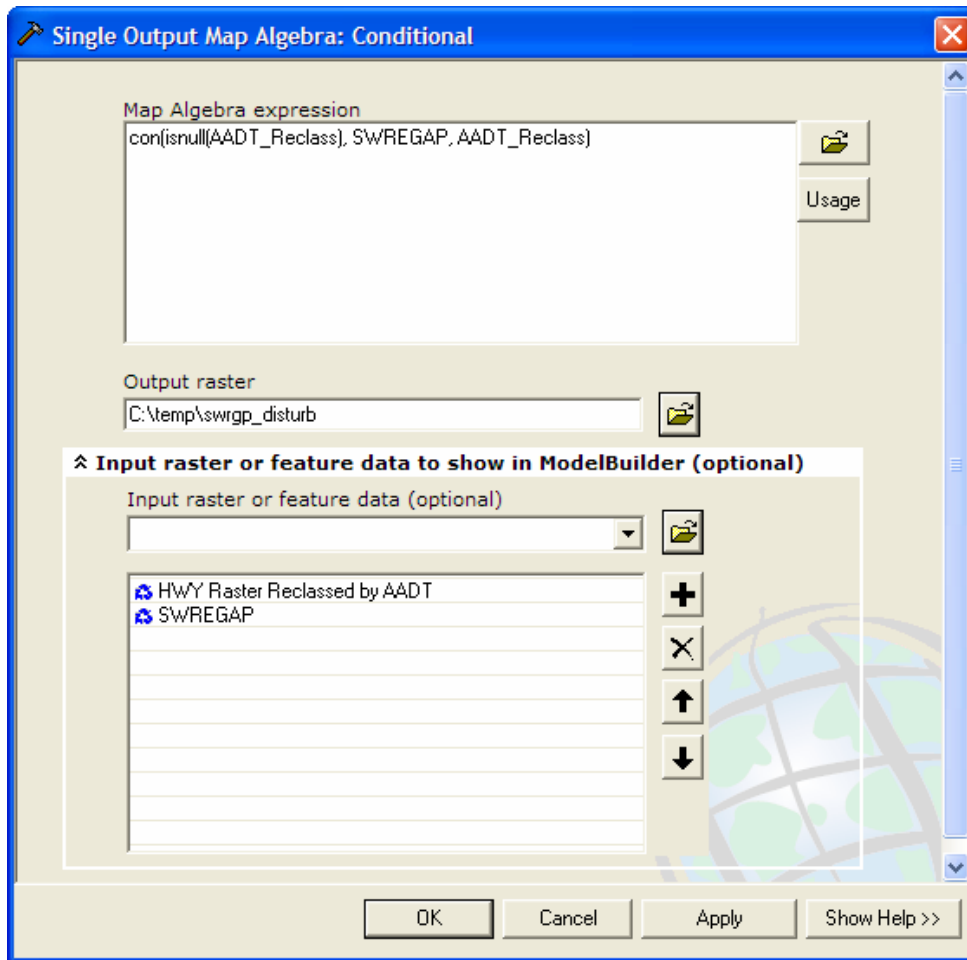 Single Output Map Algebra: Conditional
Map Algebra expression
con(isnull(AADT_Reclass), SWREGAP, AADT_Reclass)
Usage
Output raster
C:\temp\swrgp_disturb
Input raster or feature data to show in ModelBuilder (optional)
Input raster or feature data (optional)
HWY Raster Reclassed by AADT
SWREGAP
OK Cancel Apply Show Help >>